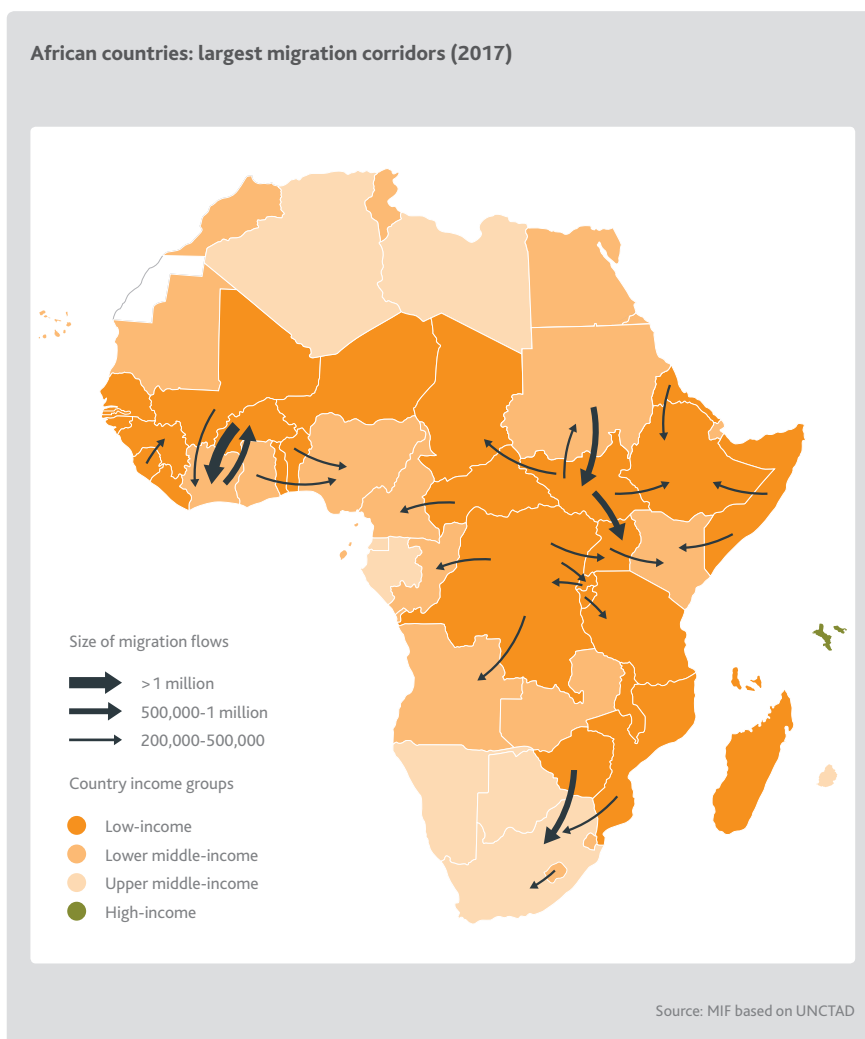 African countries: largest migration corridors (2017)
Size of migration flows
> 1 million
500,000-1 million
200,000-500,000
Country income groups
Low-income
Lower middle-income
Upper middle-income
High-income
Source: MIF based on UNCTAD